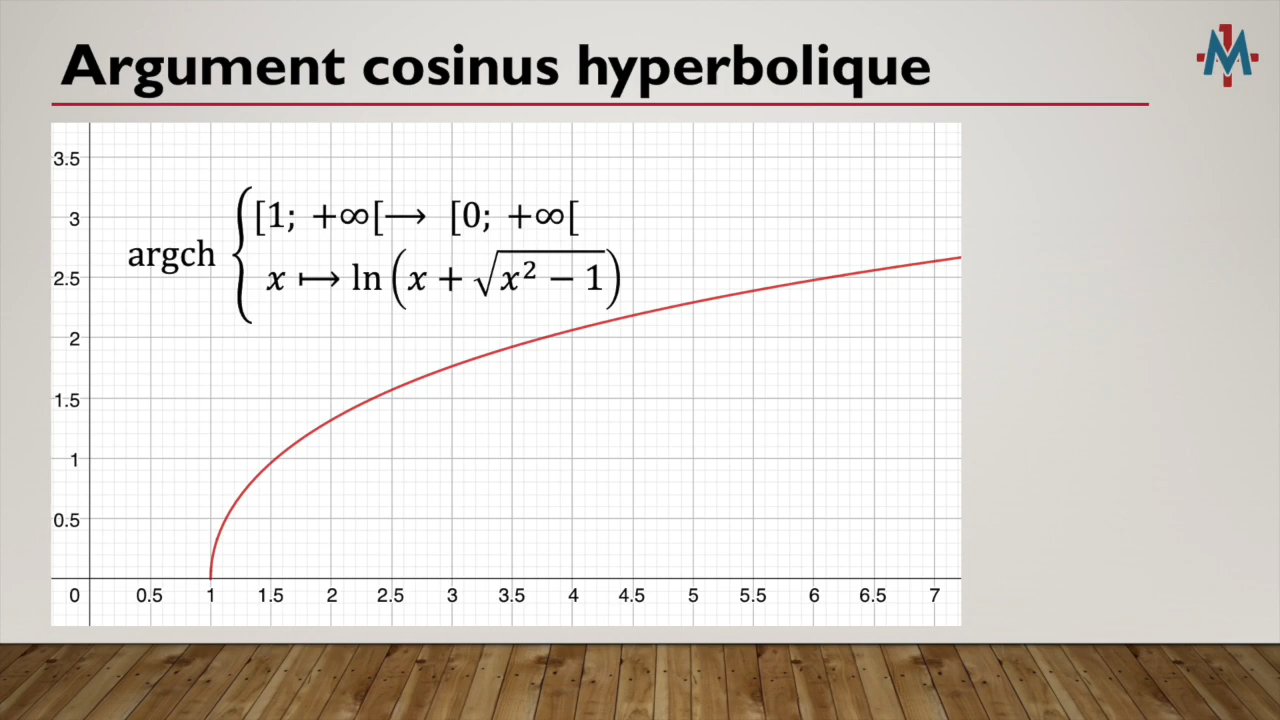 Argument cosinus hyperbolique
1
M
3.5
3
2.5
2
1.5
1
0.5
argch { [1; +∞[ ⟶ [0; +∞[
x ⟼ ln(x + √(x² − 1))
0 0.5 1 1.5 2 2.5 3 3.5 4 4.5 5 5.5 6 6.5 7